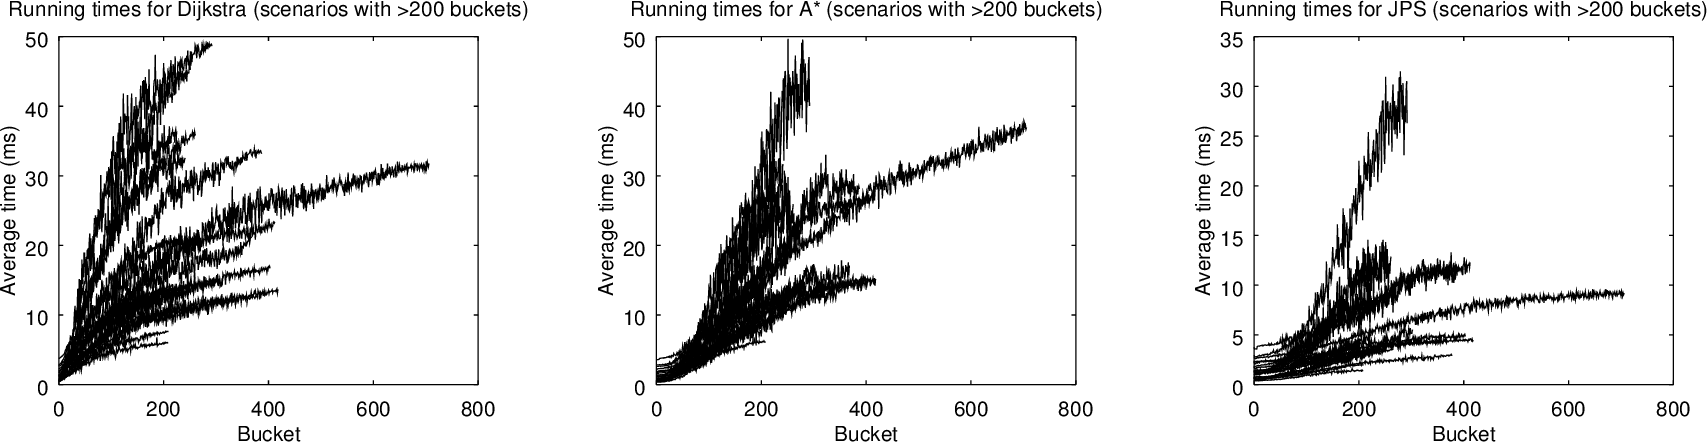 Running times for Dijkstra (scenarios with >200 buckets)
50
40
30
20
10
0
0 200 400 600 800
Average time (ms)
Bucket
Running times for A* (scenarios with >200 buckets)
50
40
30
20
10
0
0 200 400 600 800
Average time (ms)
Bucket
Running times for JPS (scenarios with >200 buckets)
35
30
25
20
15
10
5
0
0 200 400 600 800
Average time (ms)
Bucket